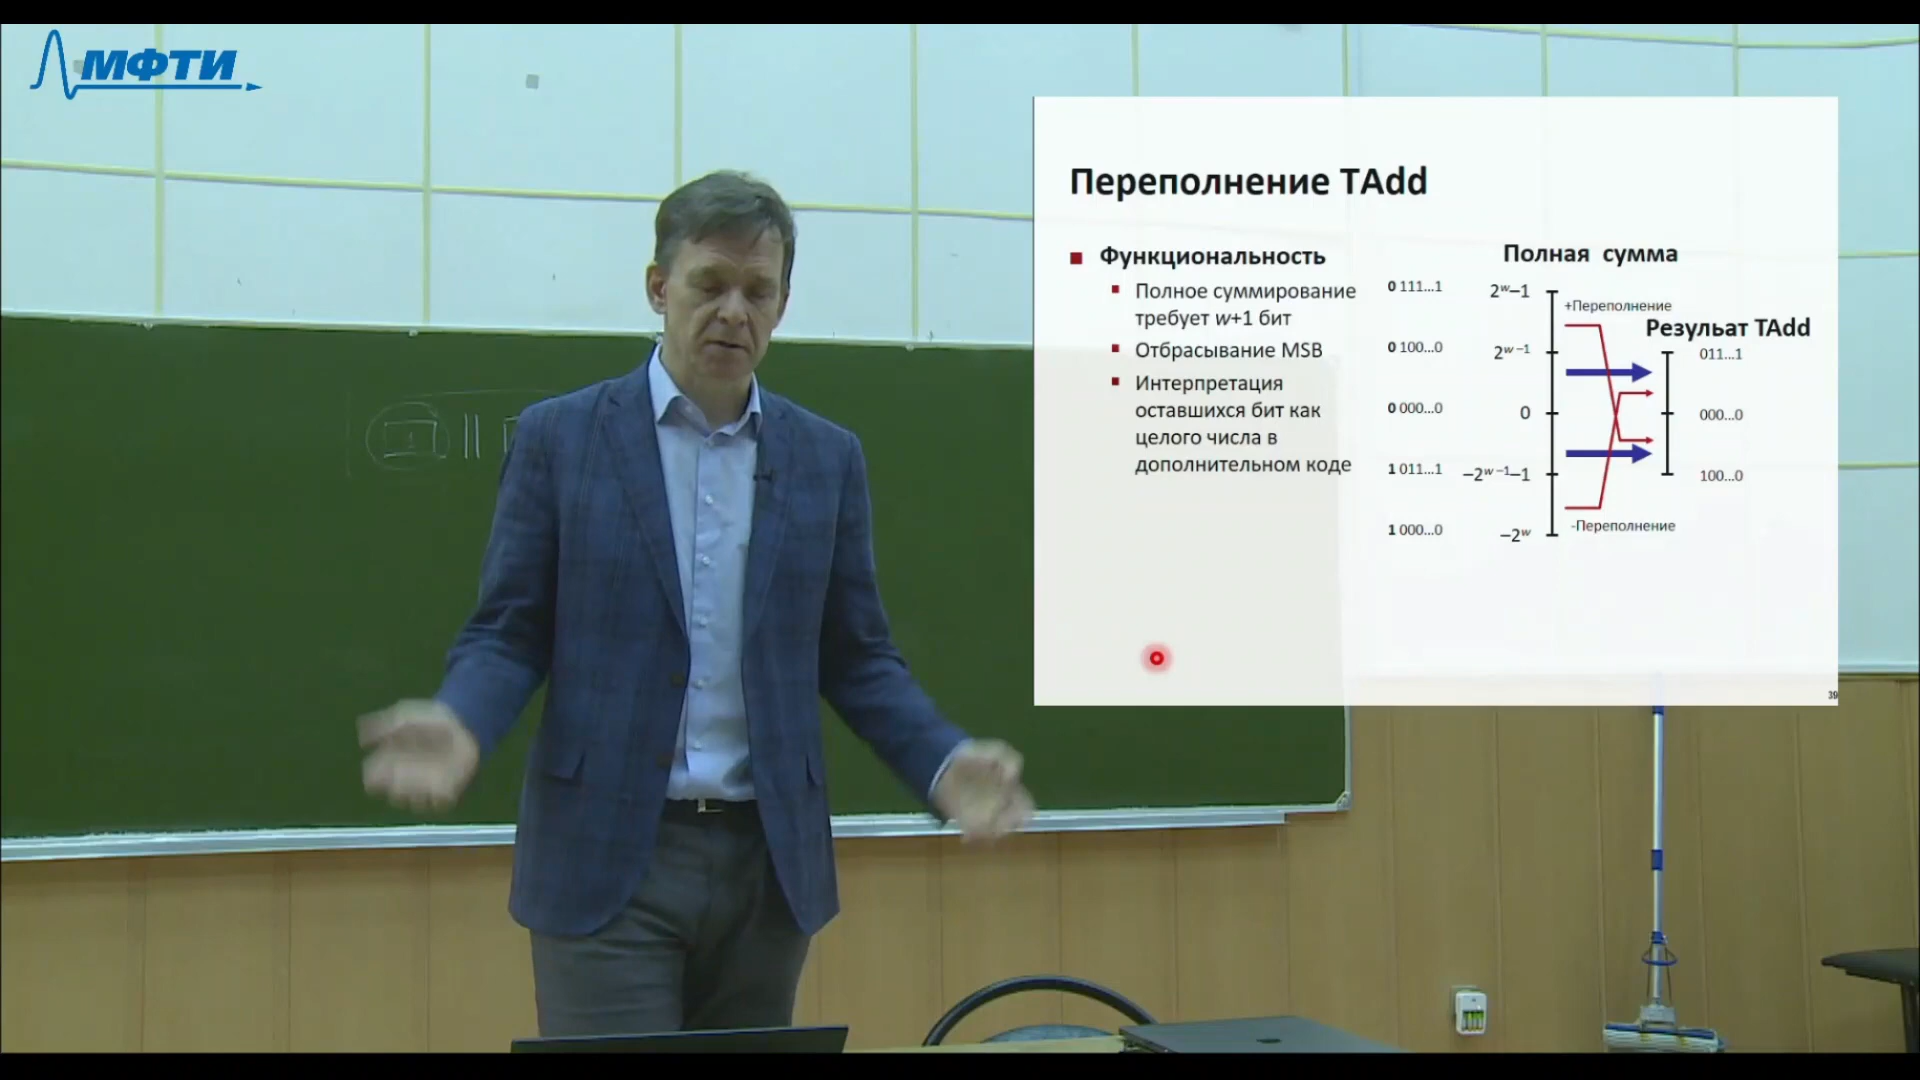 МФТИ
Переполнение TAdd
Функциональность
Полное суммирование
требует w+1 бит
Отбрасывание MSB
Интерпретация
оставшихся бит как
целого числа в
дополнительном коде
Полная сумма
0 111...1
2ʷ–1
+Переполнение
Резульат TAdd
0 100...0
2ʷ⁻¹
011...1
0 000...0
0
000...0
1 011...1
–2ʷ⁻¹–1
100...0
1 000...0
–2ʷ
-Переполнение
39